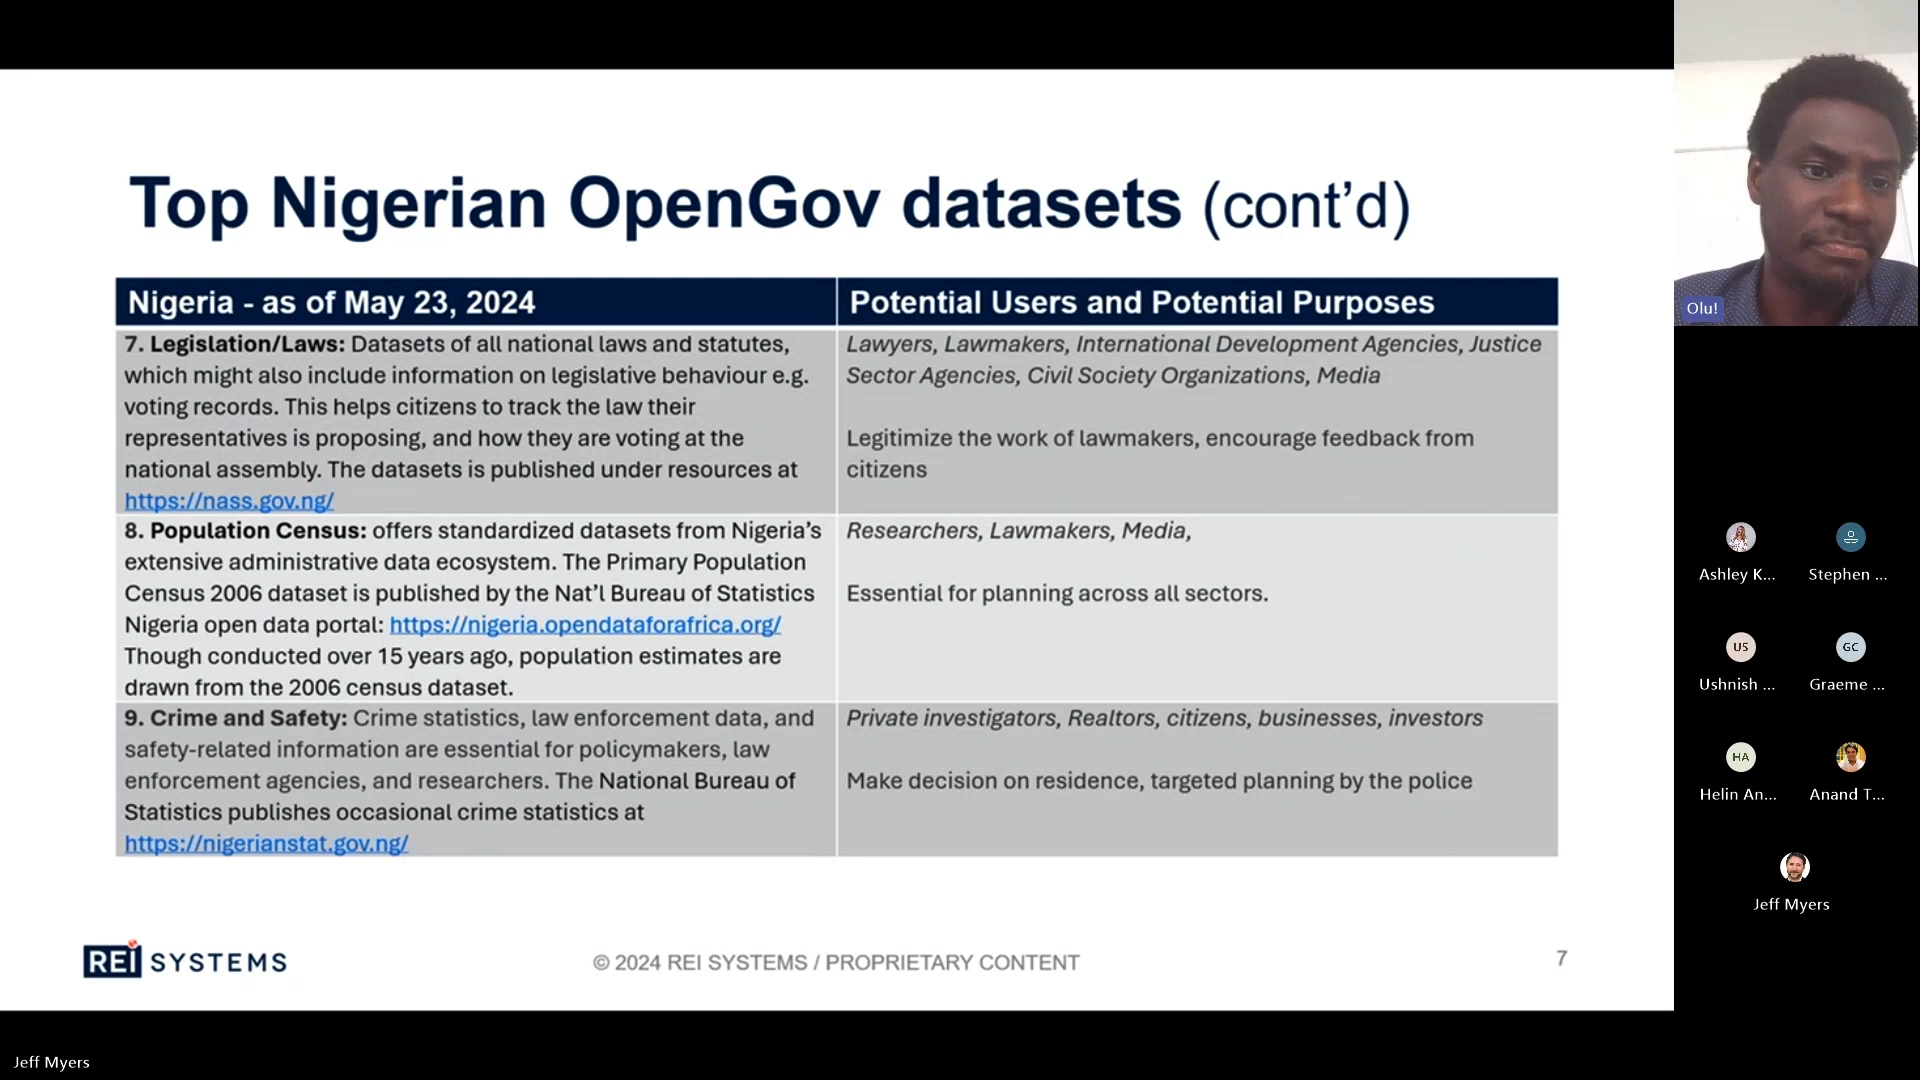 Top Nigerian OpenGov datasets (cont’d)
Nigeria - as of May 23, 2024
Potential Users and Potential Purposes
7. Legislation/Laws: Datasets of all national laws and statutes,
which might also include information on legislative behaviour e.g.
voting records. This helps citizens to track the law their
representatives is proposing, and how they are voting at the
national assembly. The datasets is published under resources at
https://nass.gov.ng/
Lawyers, Lawmakers, International Development Agencies, Justice
Sector Agencies, Civil Society Organizations, Media
Legitimize the work of lawmakers, encourage feedback from
citizens
8. Population Census: offers standardized datasets from Nigeria’s
extensive administrative data ecosystem. The Primary Population
Census 2006 dataset is published by the Nat’l Bureau of Statistics
Nigeria open data portal: https://nigeria.opendataforafrica.org/
Though conducted over 15 years ago, population estimates are
drawn from the 2006 census dataset.
Researchers, Lawmakers, Media,
Essential for planning across all sectors.
9. Crime and Safety: Crime statistics, law enforcement data, and
safety-related information are essential for policymakers, law
enforcement agencies, and researchers. The National Bureau of
Statistics publishes occasional crime statistics at
https://nigerianstat.gov.ng/
Private investigators, Realtors, citizens, businesses, investors
Make decision on residence, targeted planning by the police
REI SYSTEMS
© 2024 REI SYSTEMS / PROPRIETARY CONTENT
7
Olu!
Ashley K...
Stephen ...
US
GC
Ushnish ...
Graeme ...
HA
Helin An...
Anand T...
Jeff Myers
Jeff Myers